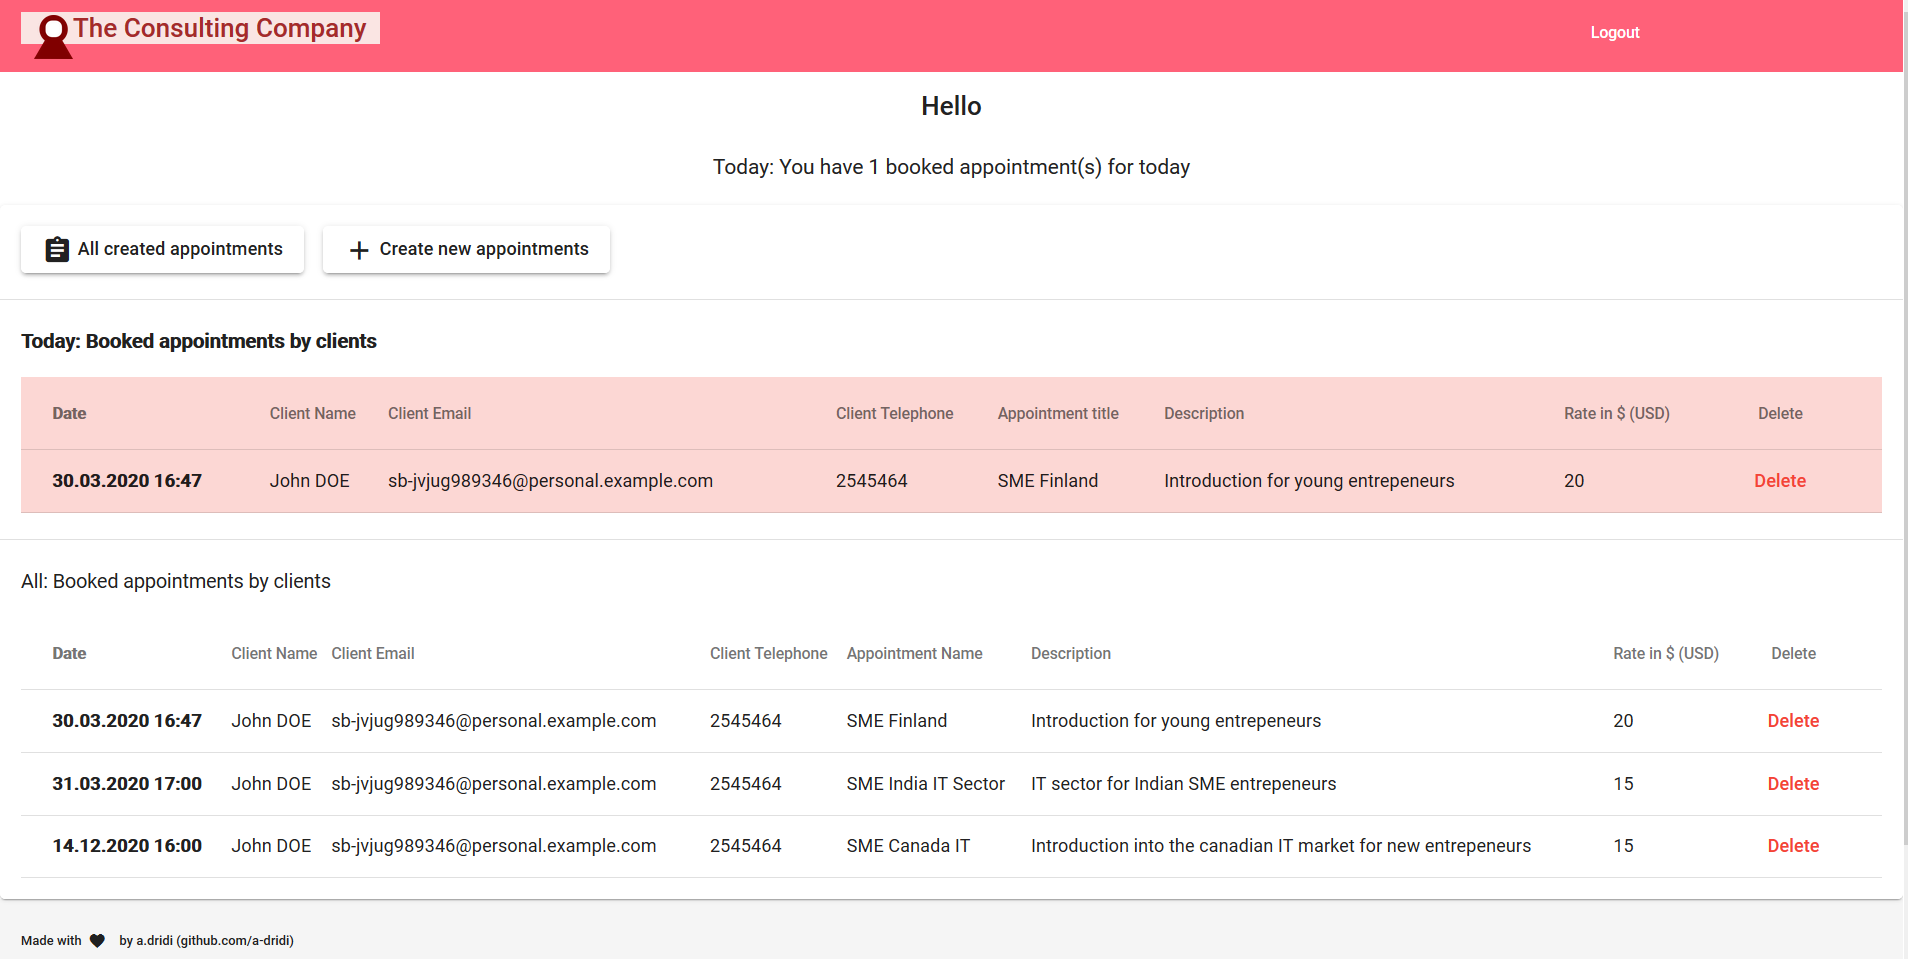 The Consulting Company
Logout
Hello
Today: You have 1 booked appointment(s) for today
All created appointments Create new appointments
Today: Booked appointments by clients
Date Client Name Client Email Client Telephone Appointment title Description Rate in $ (USD) Delete
30.03.2020 16:47 John DOE sb-jvjug989346@personal.example.com 2545464 SME Finland Introduction for young entrepeneurs 20 Delete
All: Booked appointments by clients
Date Client Name Client Email Client Telephone Appointment Name Description Rate in $ (USD) Delete
30.03.2020 16:47 John DOE sb-jvjug989346@personal.example.com 2545464 SME Finland Introduction for young entrepeneurs 20 Delete
31.03.2020 17:00 John DOE sb-jvjug989346@personal.example.com 2545464 SME India IT Sector IT sector for Indian SME entrepeneurs 15 Delete
14.12.2020 16:00 John DOE sb-jvjug989346@personal.example.com 2545464 SME Canada IT Introduction into the canadian IT market for new entrepeneurs 15 Delete
Made with by a.dridi (github.com/a-dridi)